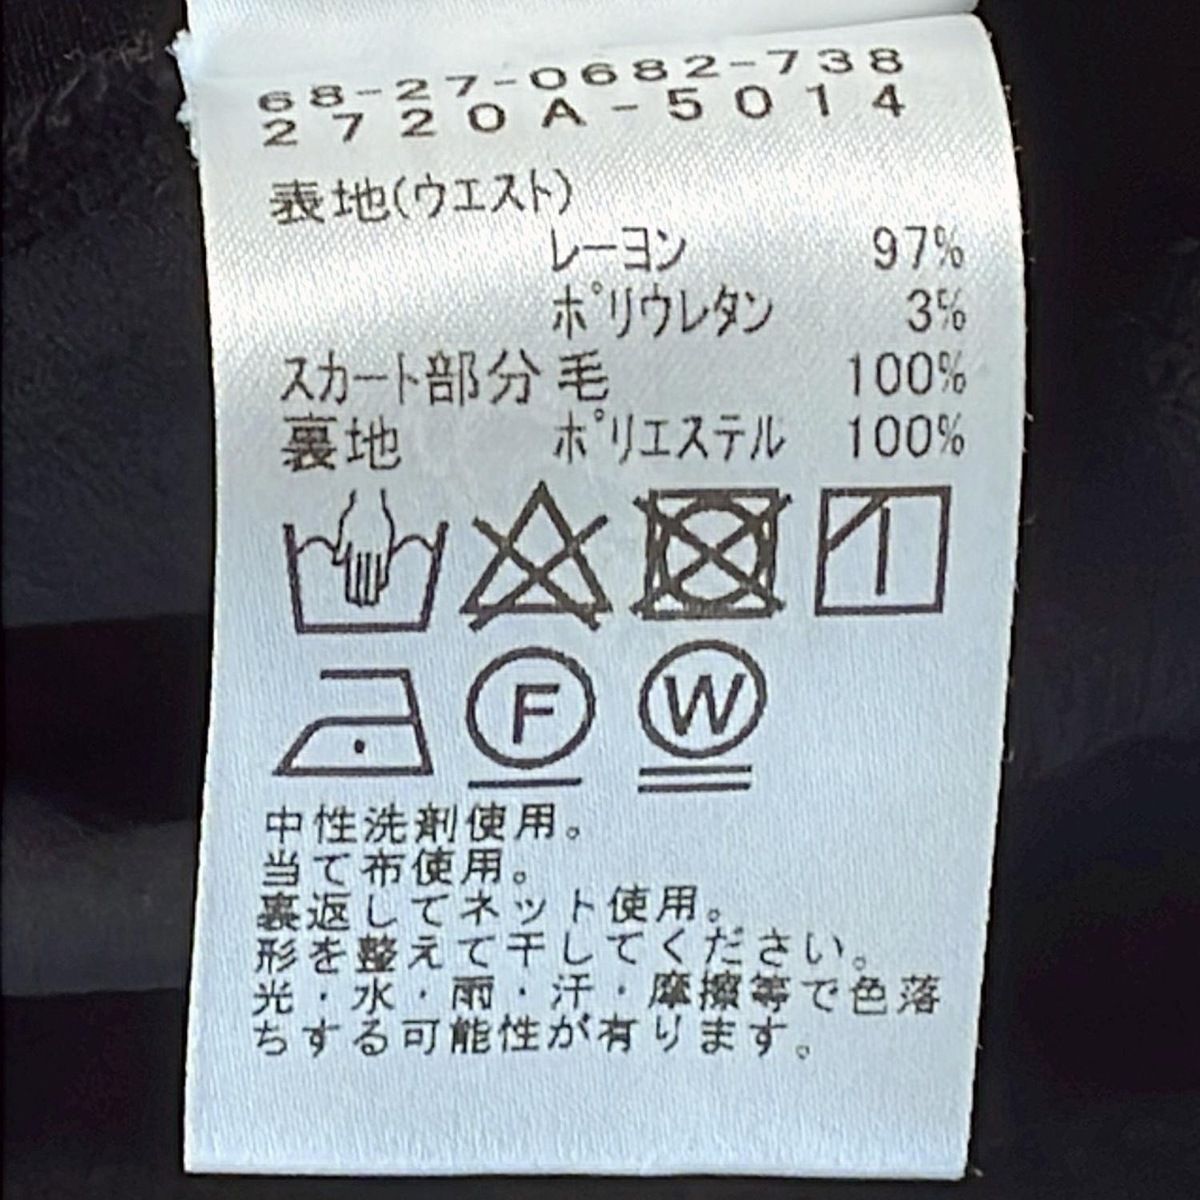 68-27-0682-738
2720A-5014
表地(ウエスト)
レーヨン 97%
ポリウレタン 3%
スカート部分 毛 100%
裏地 ポリエステル 100%
F W
中性洗剤使用。
当て布使用。
裏返してネット使用。
形を整えて干してください。
光・水・雨・汗・摩擦等で色落
ちする可能性が有ります。